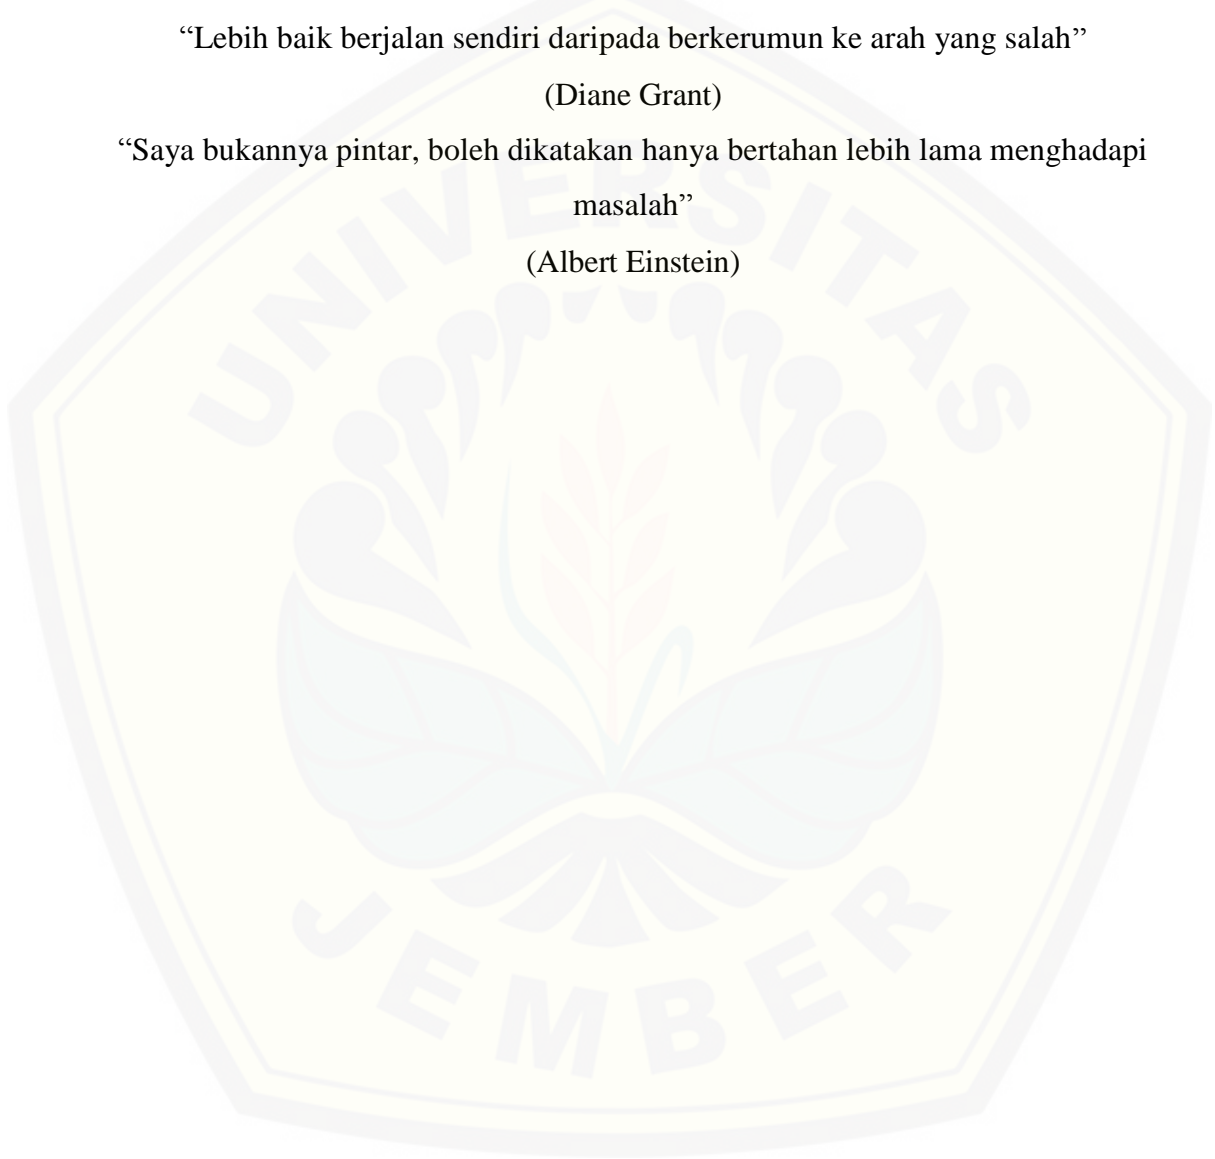 “Lebih baik berjalan sendiri daripada berkerumun ke arah yang salah”
(Diane Grant)
“Saya bukannya pintar, boleh dikatakan hanya bertahan lebih lama menghadapi
masalah”
(Albert Einstein)
UNIVERSITAS
JEMBER